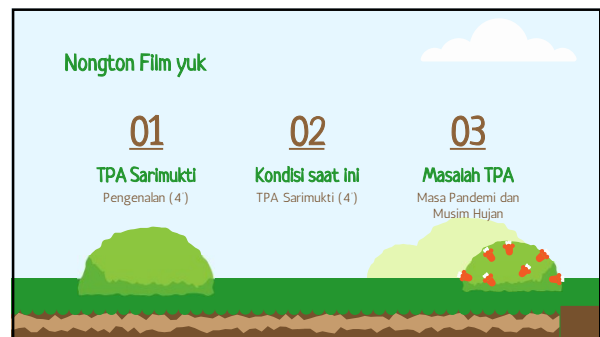 Nongton Film yuk
01
TPA Sarimukti
Pengenalan (4')
02
Kondisi saat ini
TPA Sarimukti (4')
03
Masalah TPA
Masa Pandemi dan
Musim Hujan